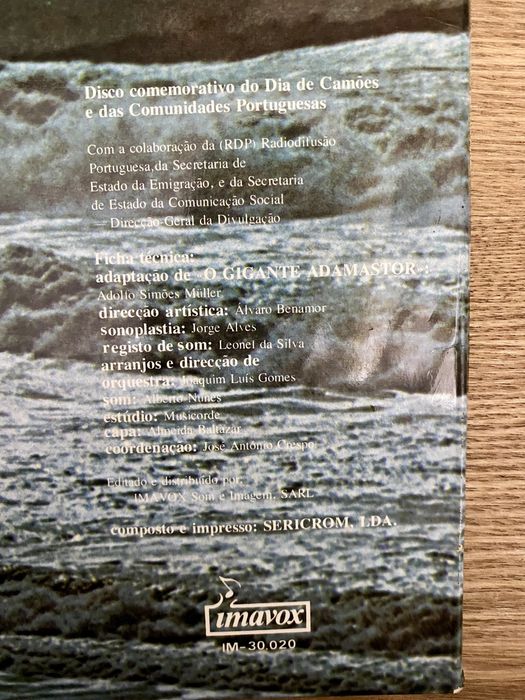 Disco comemorativo do Dia de Camões
e das Comunidades Portuguesas
Com a colaboração da (RDP) Radiodifusão
Portuguesa, da Secretaria de
Estado da Emigração, e da Secretaria
de Estado da Comunicação Social
— Direcção-Geral da Divulgação
Ficha técnica:
adaptação de «O GIGANTE ADAMASTOR»:
Adolfo Simões Müller
direcção artística: Álvaro Benamor
sonoplastia: Jorge Alves
registo de som: Leonel da Silva
arranjos e direcção de
orquestra: Joaquim Luís Gomes
som: Alberto Nunes
estúdio: Musicorde
capa: Almeida Baltazar
coordenação: José António Crespo
Editado e distribuído por:
IMAVOX Som e Imagem, SARL
composto e impresso: SERICROM, LDA.
imavox
IM-30.020